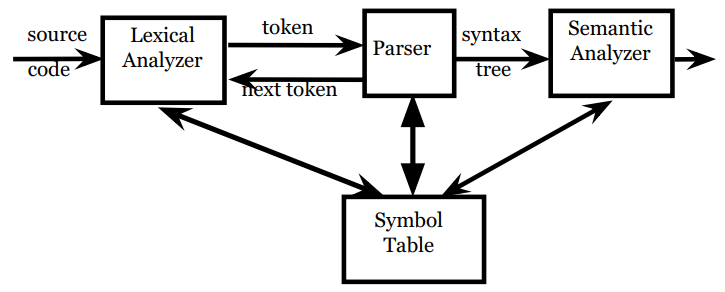 source
code
Lexical
Analyzer
token
next token
Parser
syntax
tree
Semantic
Analyzer
Symbol
Table